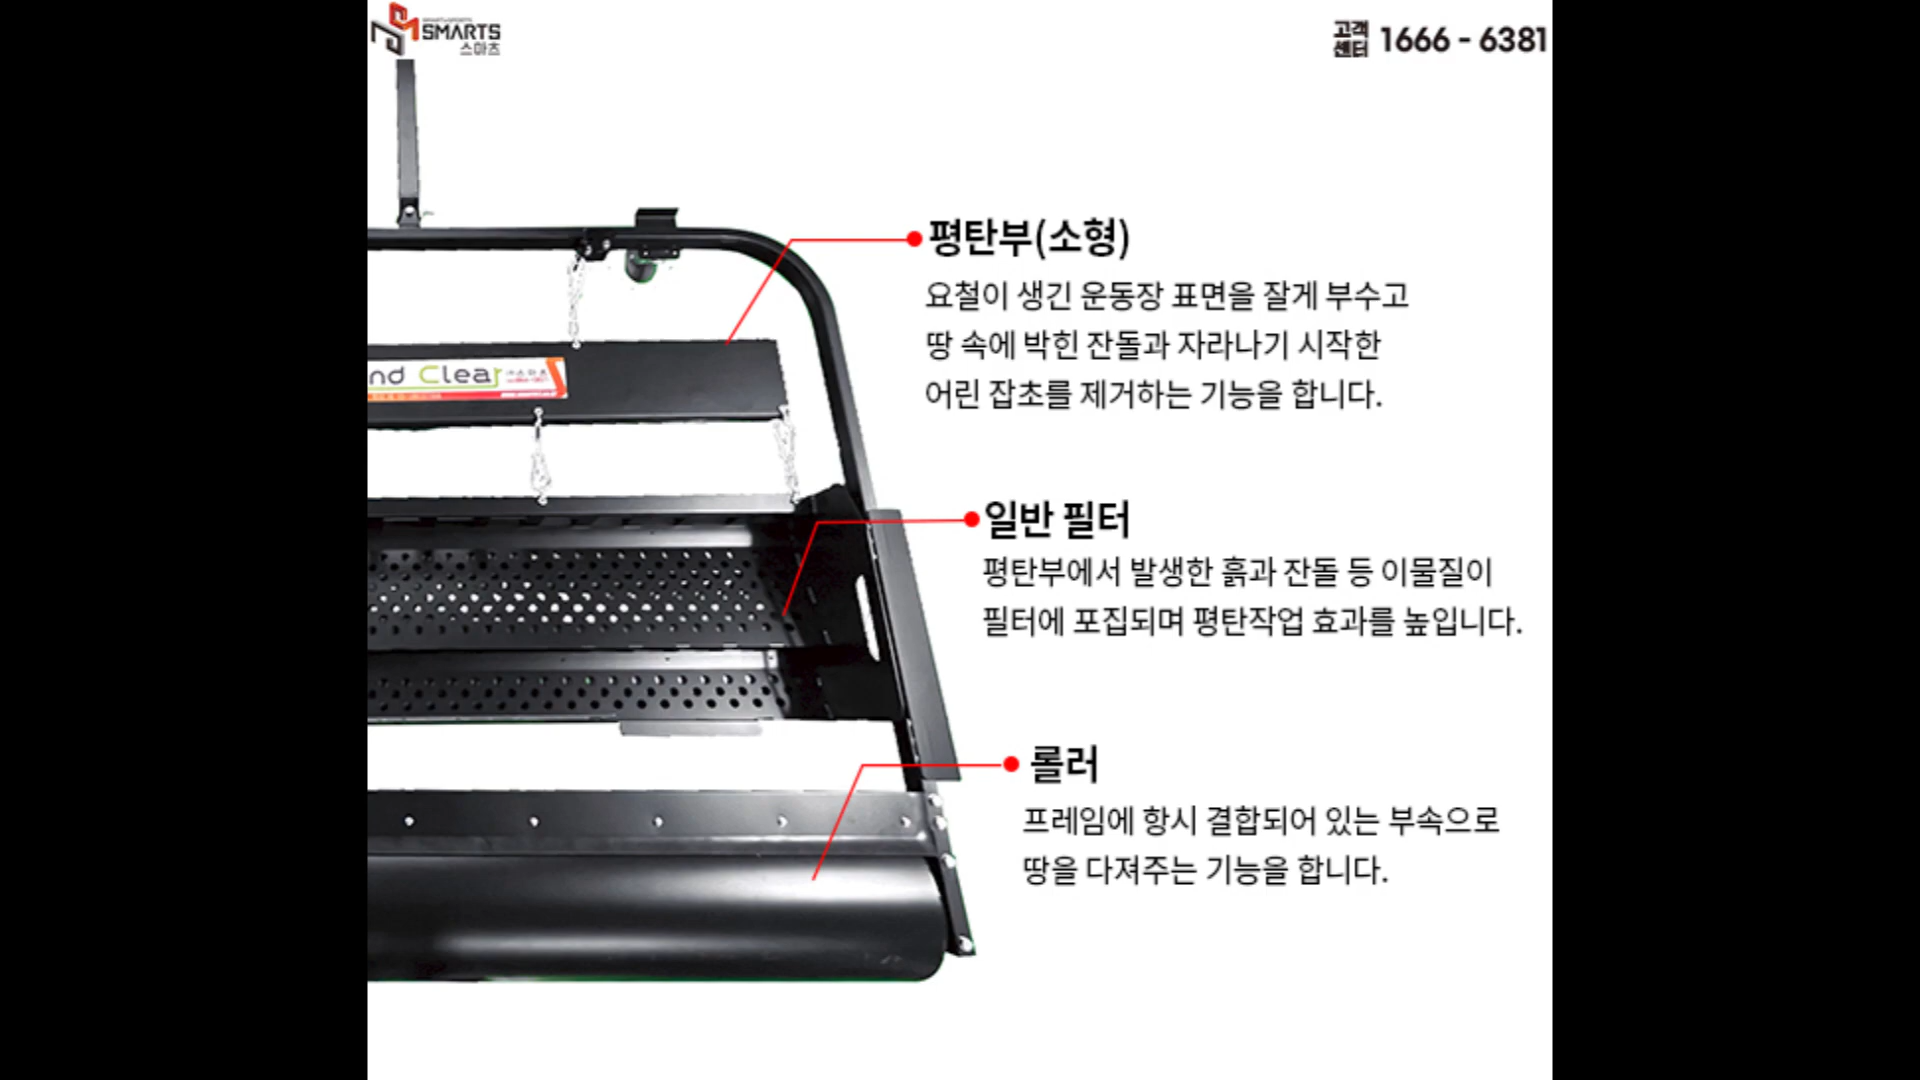 SMARTS
스마츠
고객
센터
1666 - 6381
평탄부(소형)
요철이 생긴 운동장 표면을 잘게 부수고
땅 속에 박힌 잔돌과 자라나기 시작한
어린 잡초를 제거하는 기능을 합니다.
nd Clear
일반 필터
평탄부에서 발생한 흙과 잔돌 등 이물질이
필터에 포집되며 평탄작업 효과를 높입니다.
롤러
프레임에 항시 결합되어 있는 부속으로
땅을 다져주는 기능을 합니다.